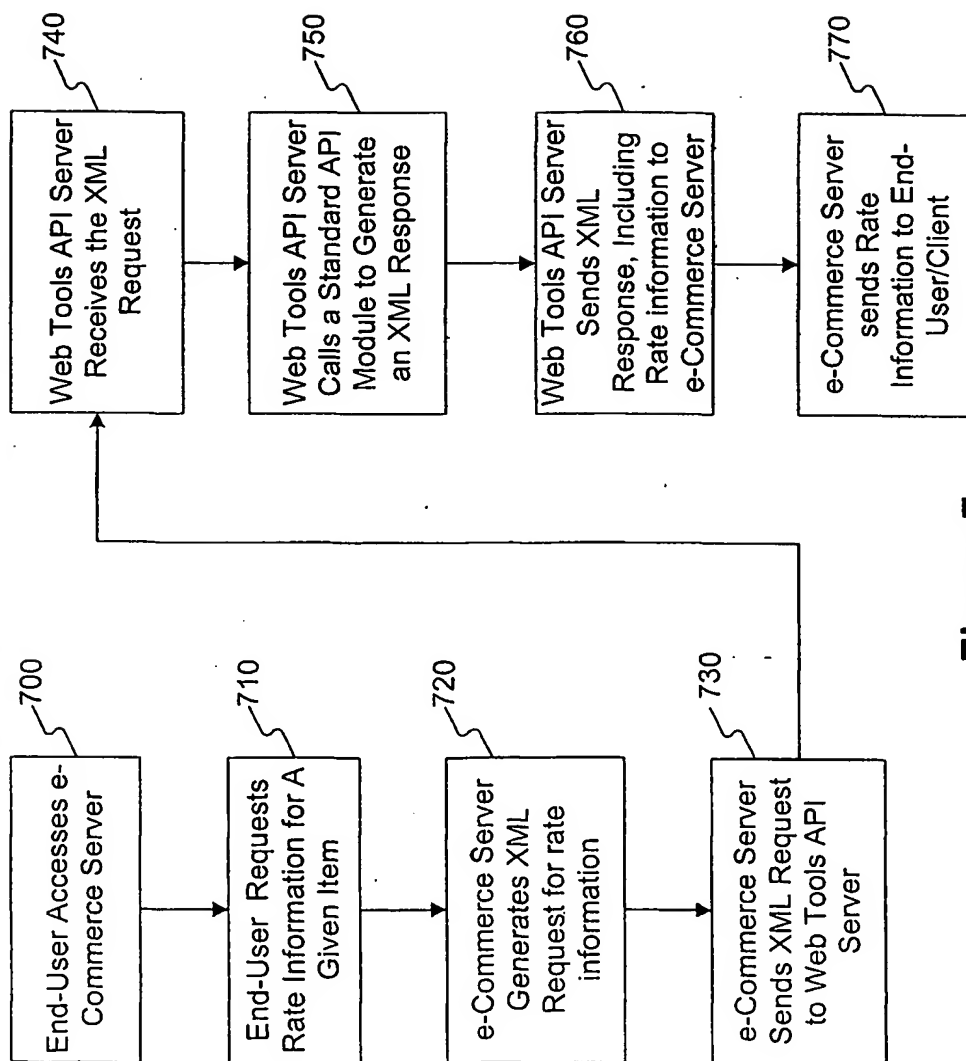 End-User Accesses e-
Commerce Server
700
End-User Requests
Rate Information for A
Given Item
710
e-Commerce Server
Generates XML
Request for rate
information
720
e-Commerce Server
Sends XML Request
to Web Tools API
Server
730
Web Tools API Server
Receives the XML
Request
740
Web Tools API Server
Calls a Standard API
Module to Generate
an XML Response
750
Web Tools API Server
Sends XML
Response, Including
Rate information to
e-Commerce Server
760
e-Commerce Server
sends Rate
Information to End-
User/Client
770